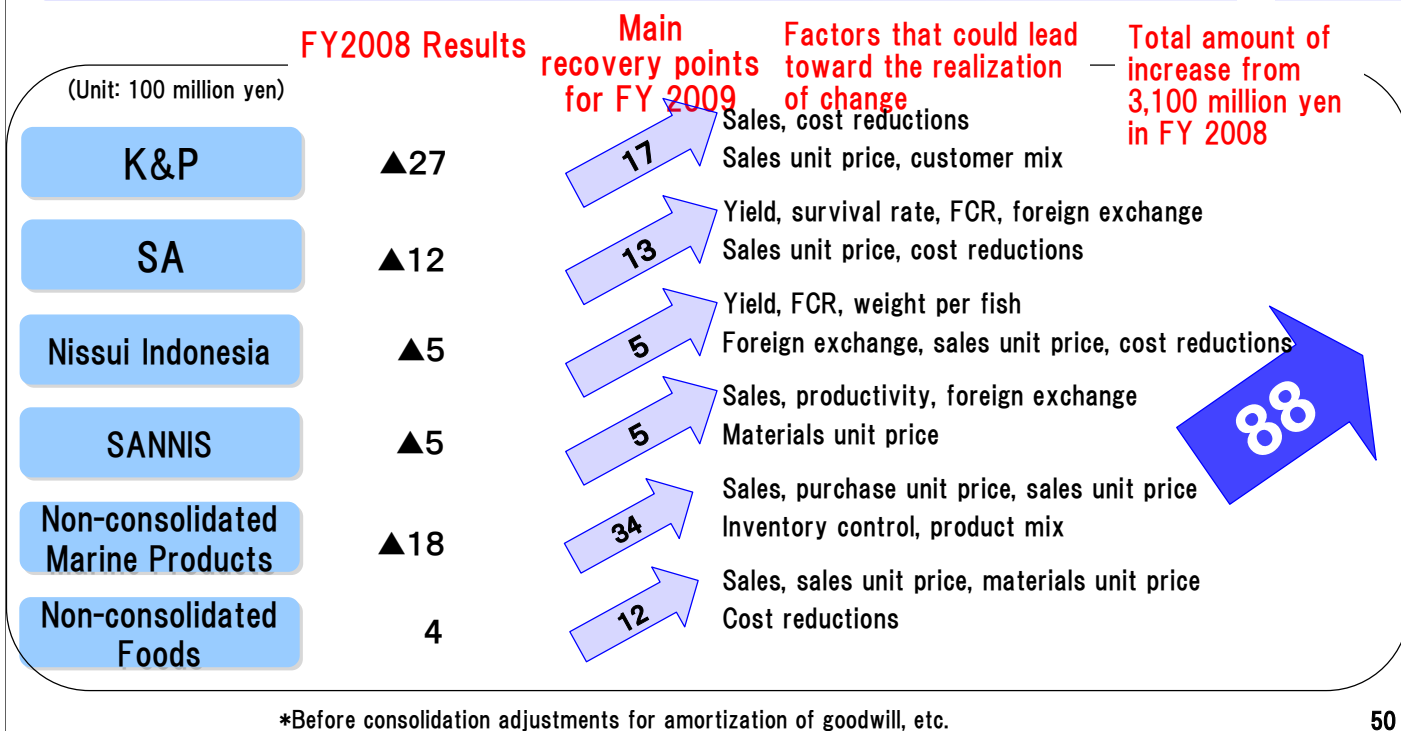 FY2008 Results
Main
recovery points
for FY 2009
Factors that could lead
toward the realization
of change
Total amount of
increase from
3,100 million yen
in FY 2008
(Unit: 100 million yen)
K&P
▲27
17
Sales, cost reductions
Sales unit price, customer mix
SA
▲12
13
Yield, survival rate, FCR, foreign exchange
Sales unit price, cost reductions
Nissui Indonesia
▲5
5
Yield, FCR, weight per fish
Foreign exchange, sales unit price, cost reductions
SANNIS
▲5
5
Sales, productivity, foreign exchange
Materials unit price
Non-consolidated
Marine Products
▲18
34
Sales, purchase unit price, sales unit price
Inventory control, product mix
Non-consolidated
Foods
4
12
Sales, sales unit price, materials unit price
Cost reductions
88
*Before consolidation adjustments for amortization of goodwill, etc.
50